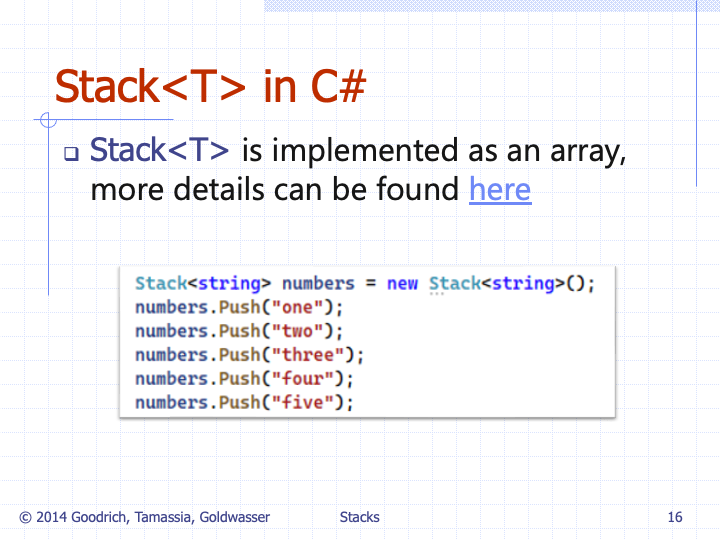 Stack<T> in C#
Stack<T> is implemented as an array,
more details can be found here
Stack<string> numbers = new Stack<string>();
numbers.Push("one");
numbers.Push("two");
numbers.Push("three");
numbers.Push("four");
numbers.Push("five");
© 2014 Goodrich, Tamassia, Goldwasser Stacks 16